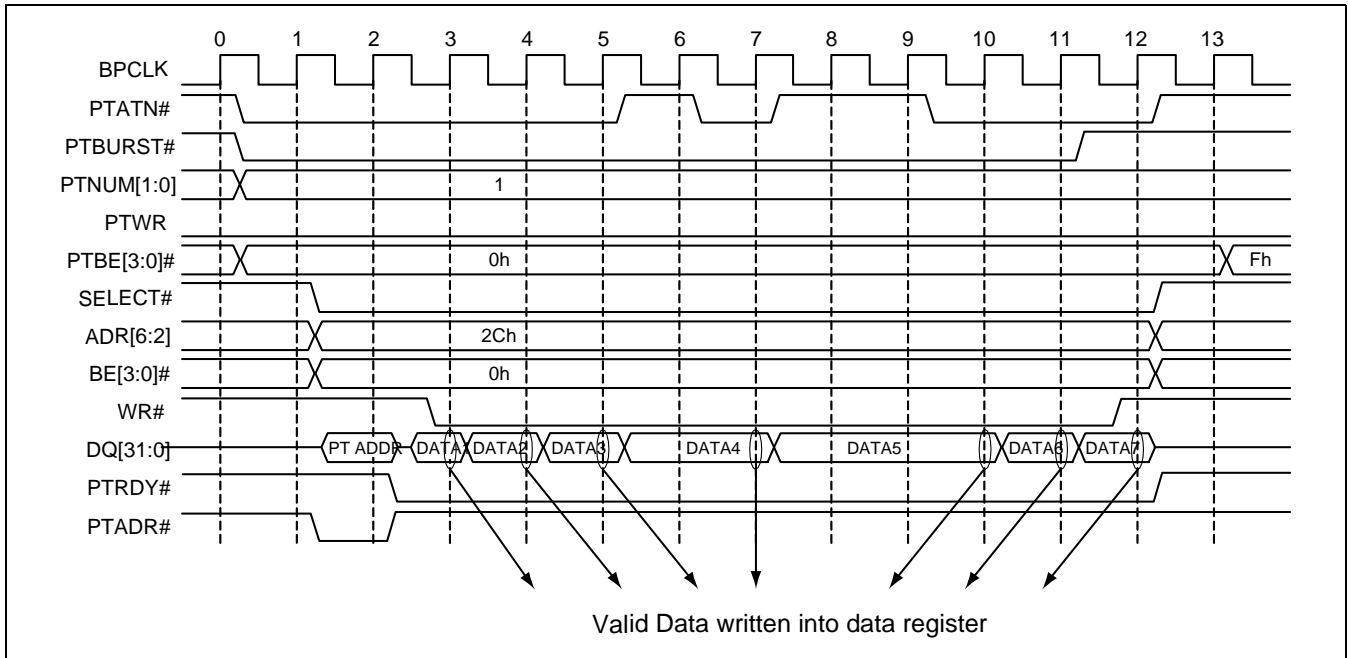 0 1 2 3 4 5 6 7 8 9 10 11 12 13
BPCLK
PTATN#
PTBURST#
PTNUM[1:0] 1
PTWR
PTBE[3:0]# 0h Fh
SELECT#
ADR[6:2] 2Ch
BE[3:0]# 0h
WR#
DQ[31:0] PT ADDR DATA1 DATA2 DATA3 DATA4 DATA5 DATA6 DATA7
PTRDY#
PTADR#
Valid Data written into data register